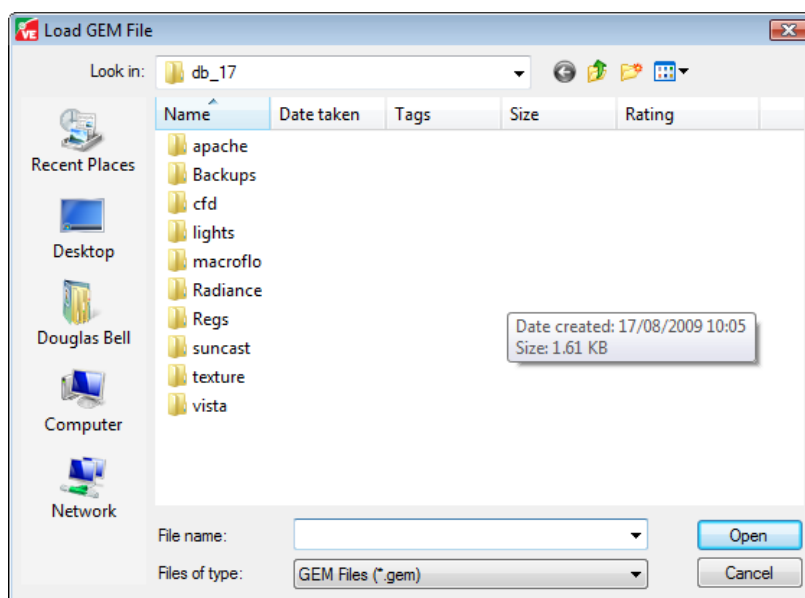 VE Load GEM File
Look in: db_17
Name Date taken Tags Size Rating
Recent Places
Desktop
Douglas Bell
Computer
Network
apache
Backups
cfd
lights
macroflo
Radiance
Regs
suncast
texture
vista
Date created: 17/08/2009 10:05
Size: 1.61 KB
File name: Open
Files of type: GEM Files (*.gem) Cancel